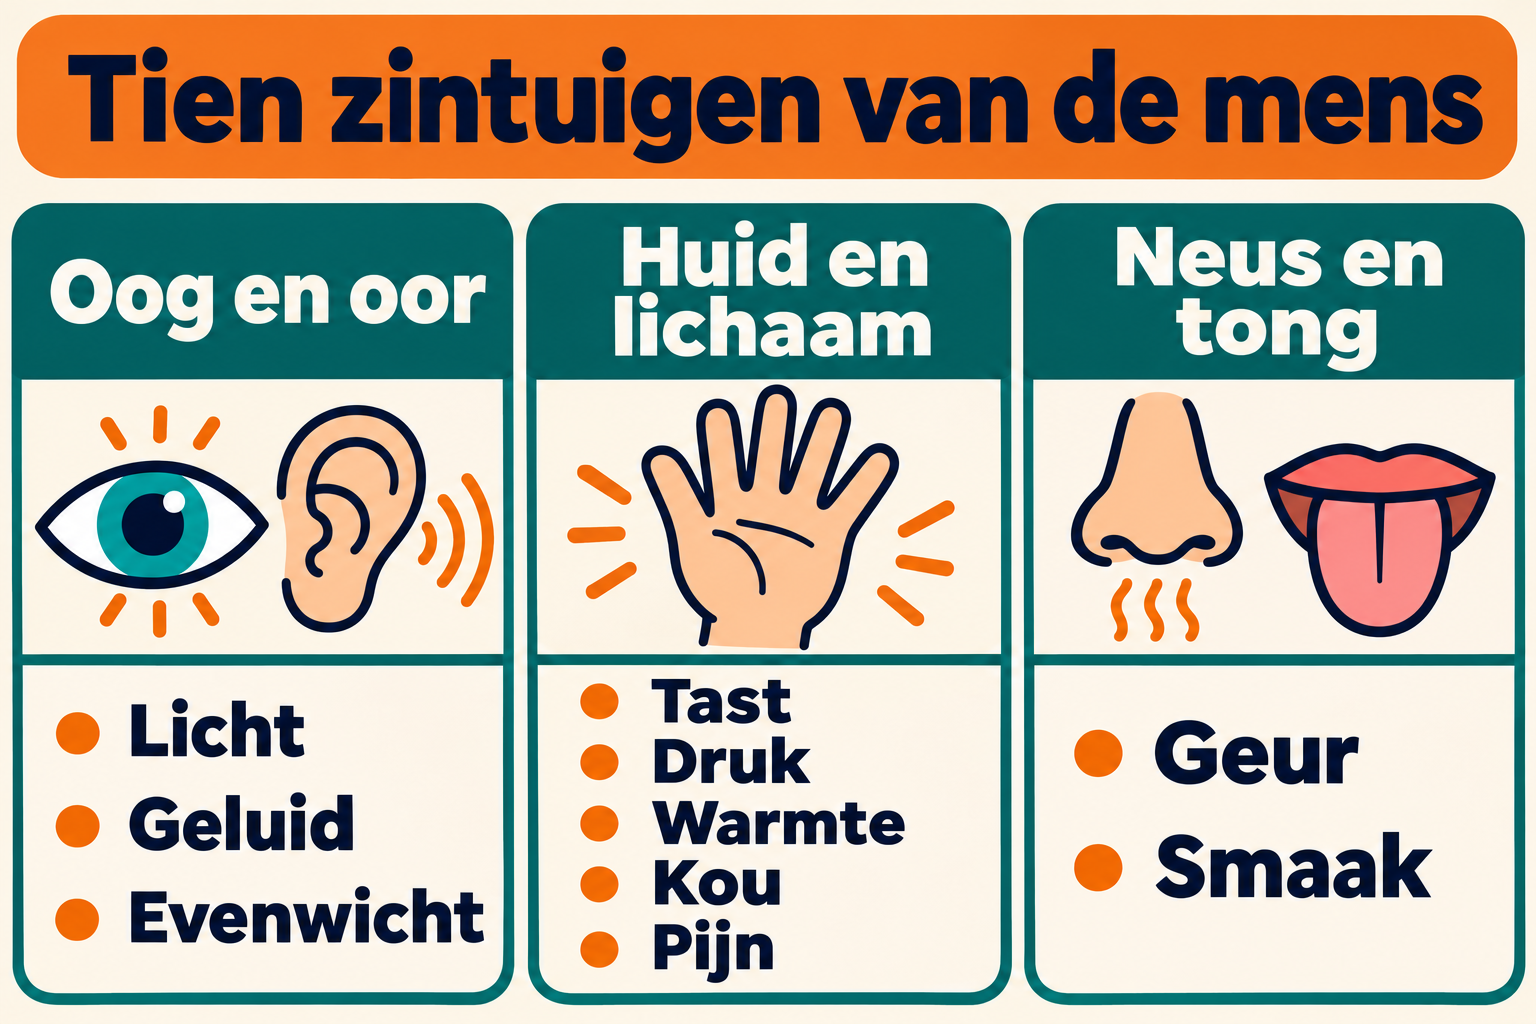 Tien zintuigen van de mens
Oog en oor
Licht
Geluid
Evenwicht
Huid en
lichaam
Tast
Druk
Warmte
Kou
Pijn
Neus en
tong
Geur
Smaak